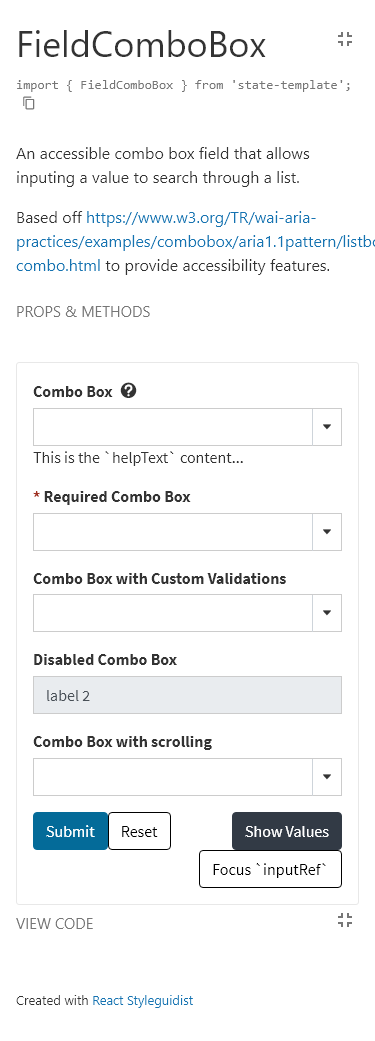 FieldComboBox
import { FieldComboBox } from 'state-template';
An accessible combo box field that allows
inputing a value to search through a list.
Based off https://www.w3.org/TR/wai-aria-
practices/examples/combobox/aria1.1pattern/listbo
combo.html to provide accessibility features.
PROPS & METHODS
Combo Box
This is the `helpText` content...
* Required Combo Box
Combo Box with Custom Validations
Disabled Combo Box
label 2
Combo Box with scrolling
Submit Reset Show Values
Focus `inputRef`
VIEW CODE
Created with React Styleguidist